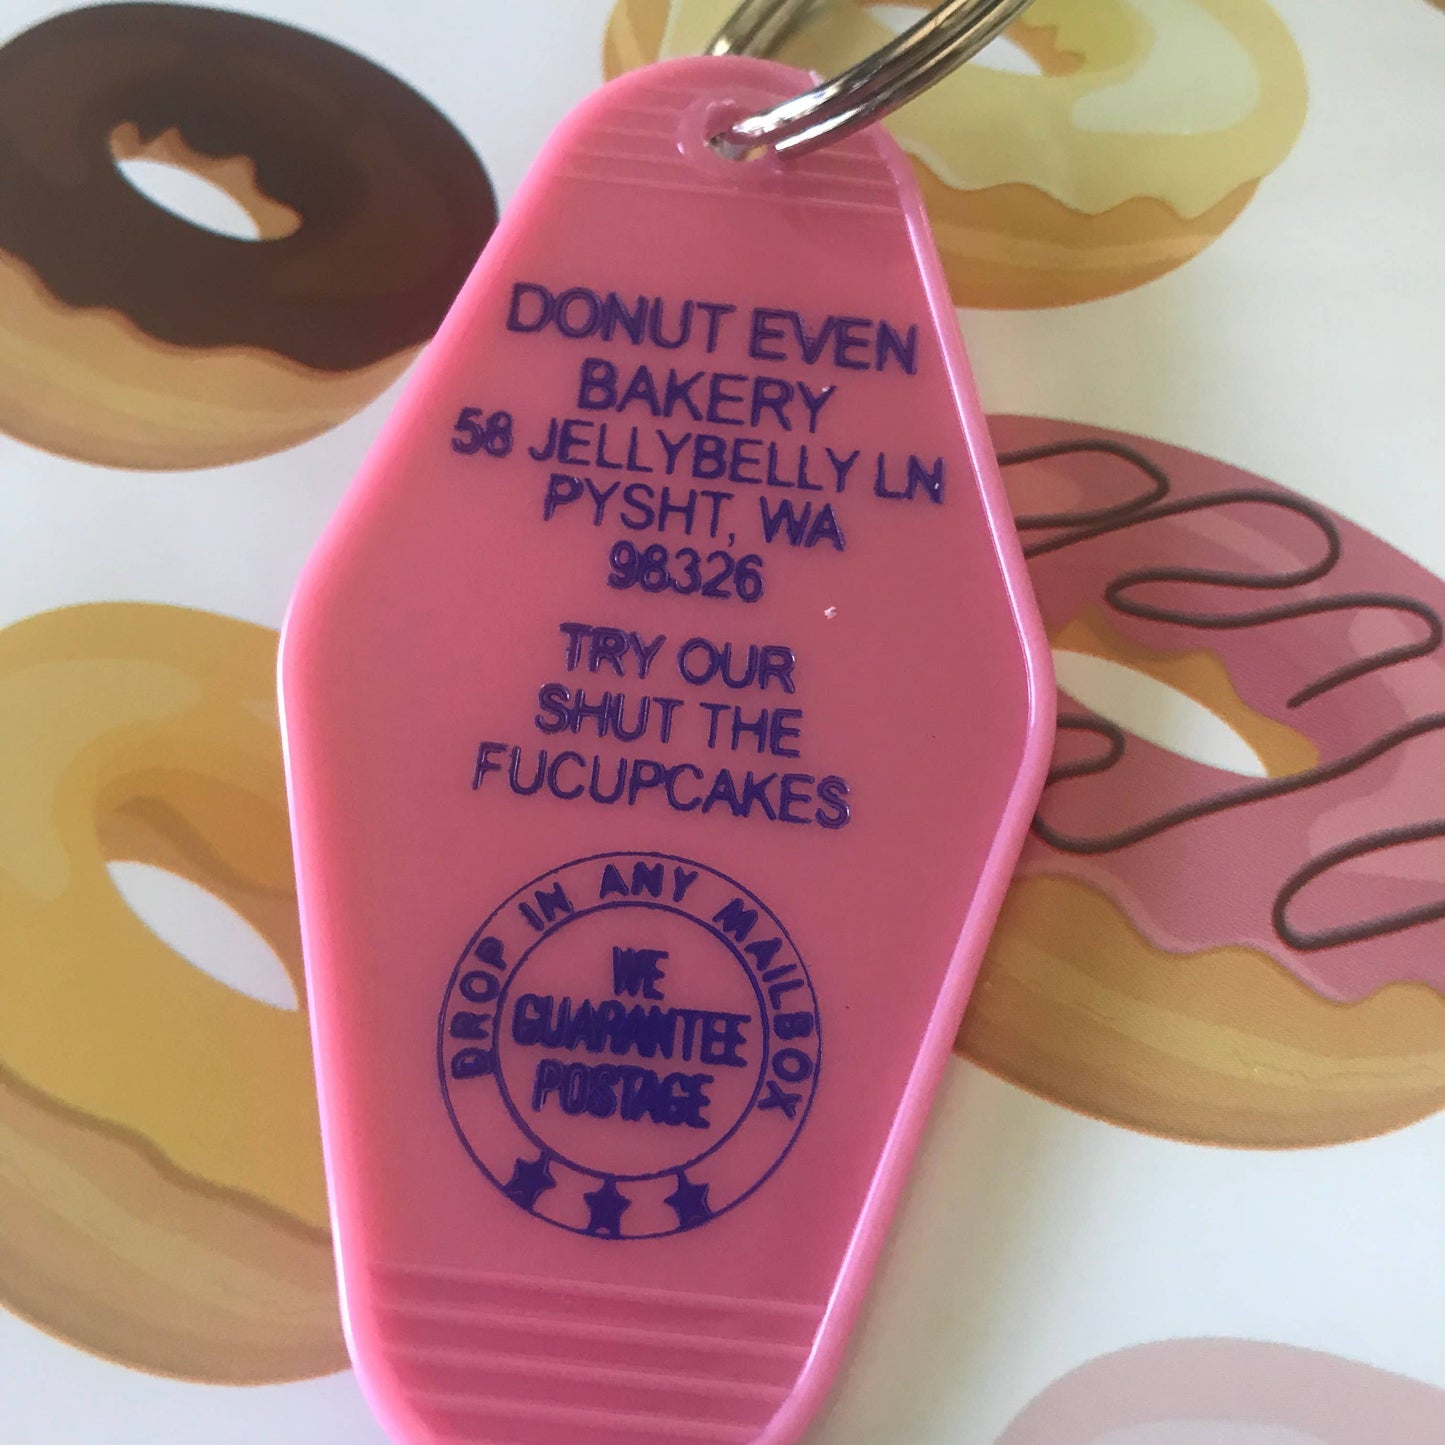 DONUT EVEN
BAKERY
58 JELLYBELLY LN
PYSHT, WA
98326
TRY OUR
SHUT THE
FUCUPCAKES
DROP IN ANY MAILBOX
WE
GUARANTEE
POSTAGE